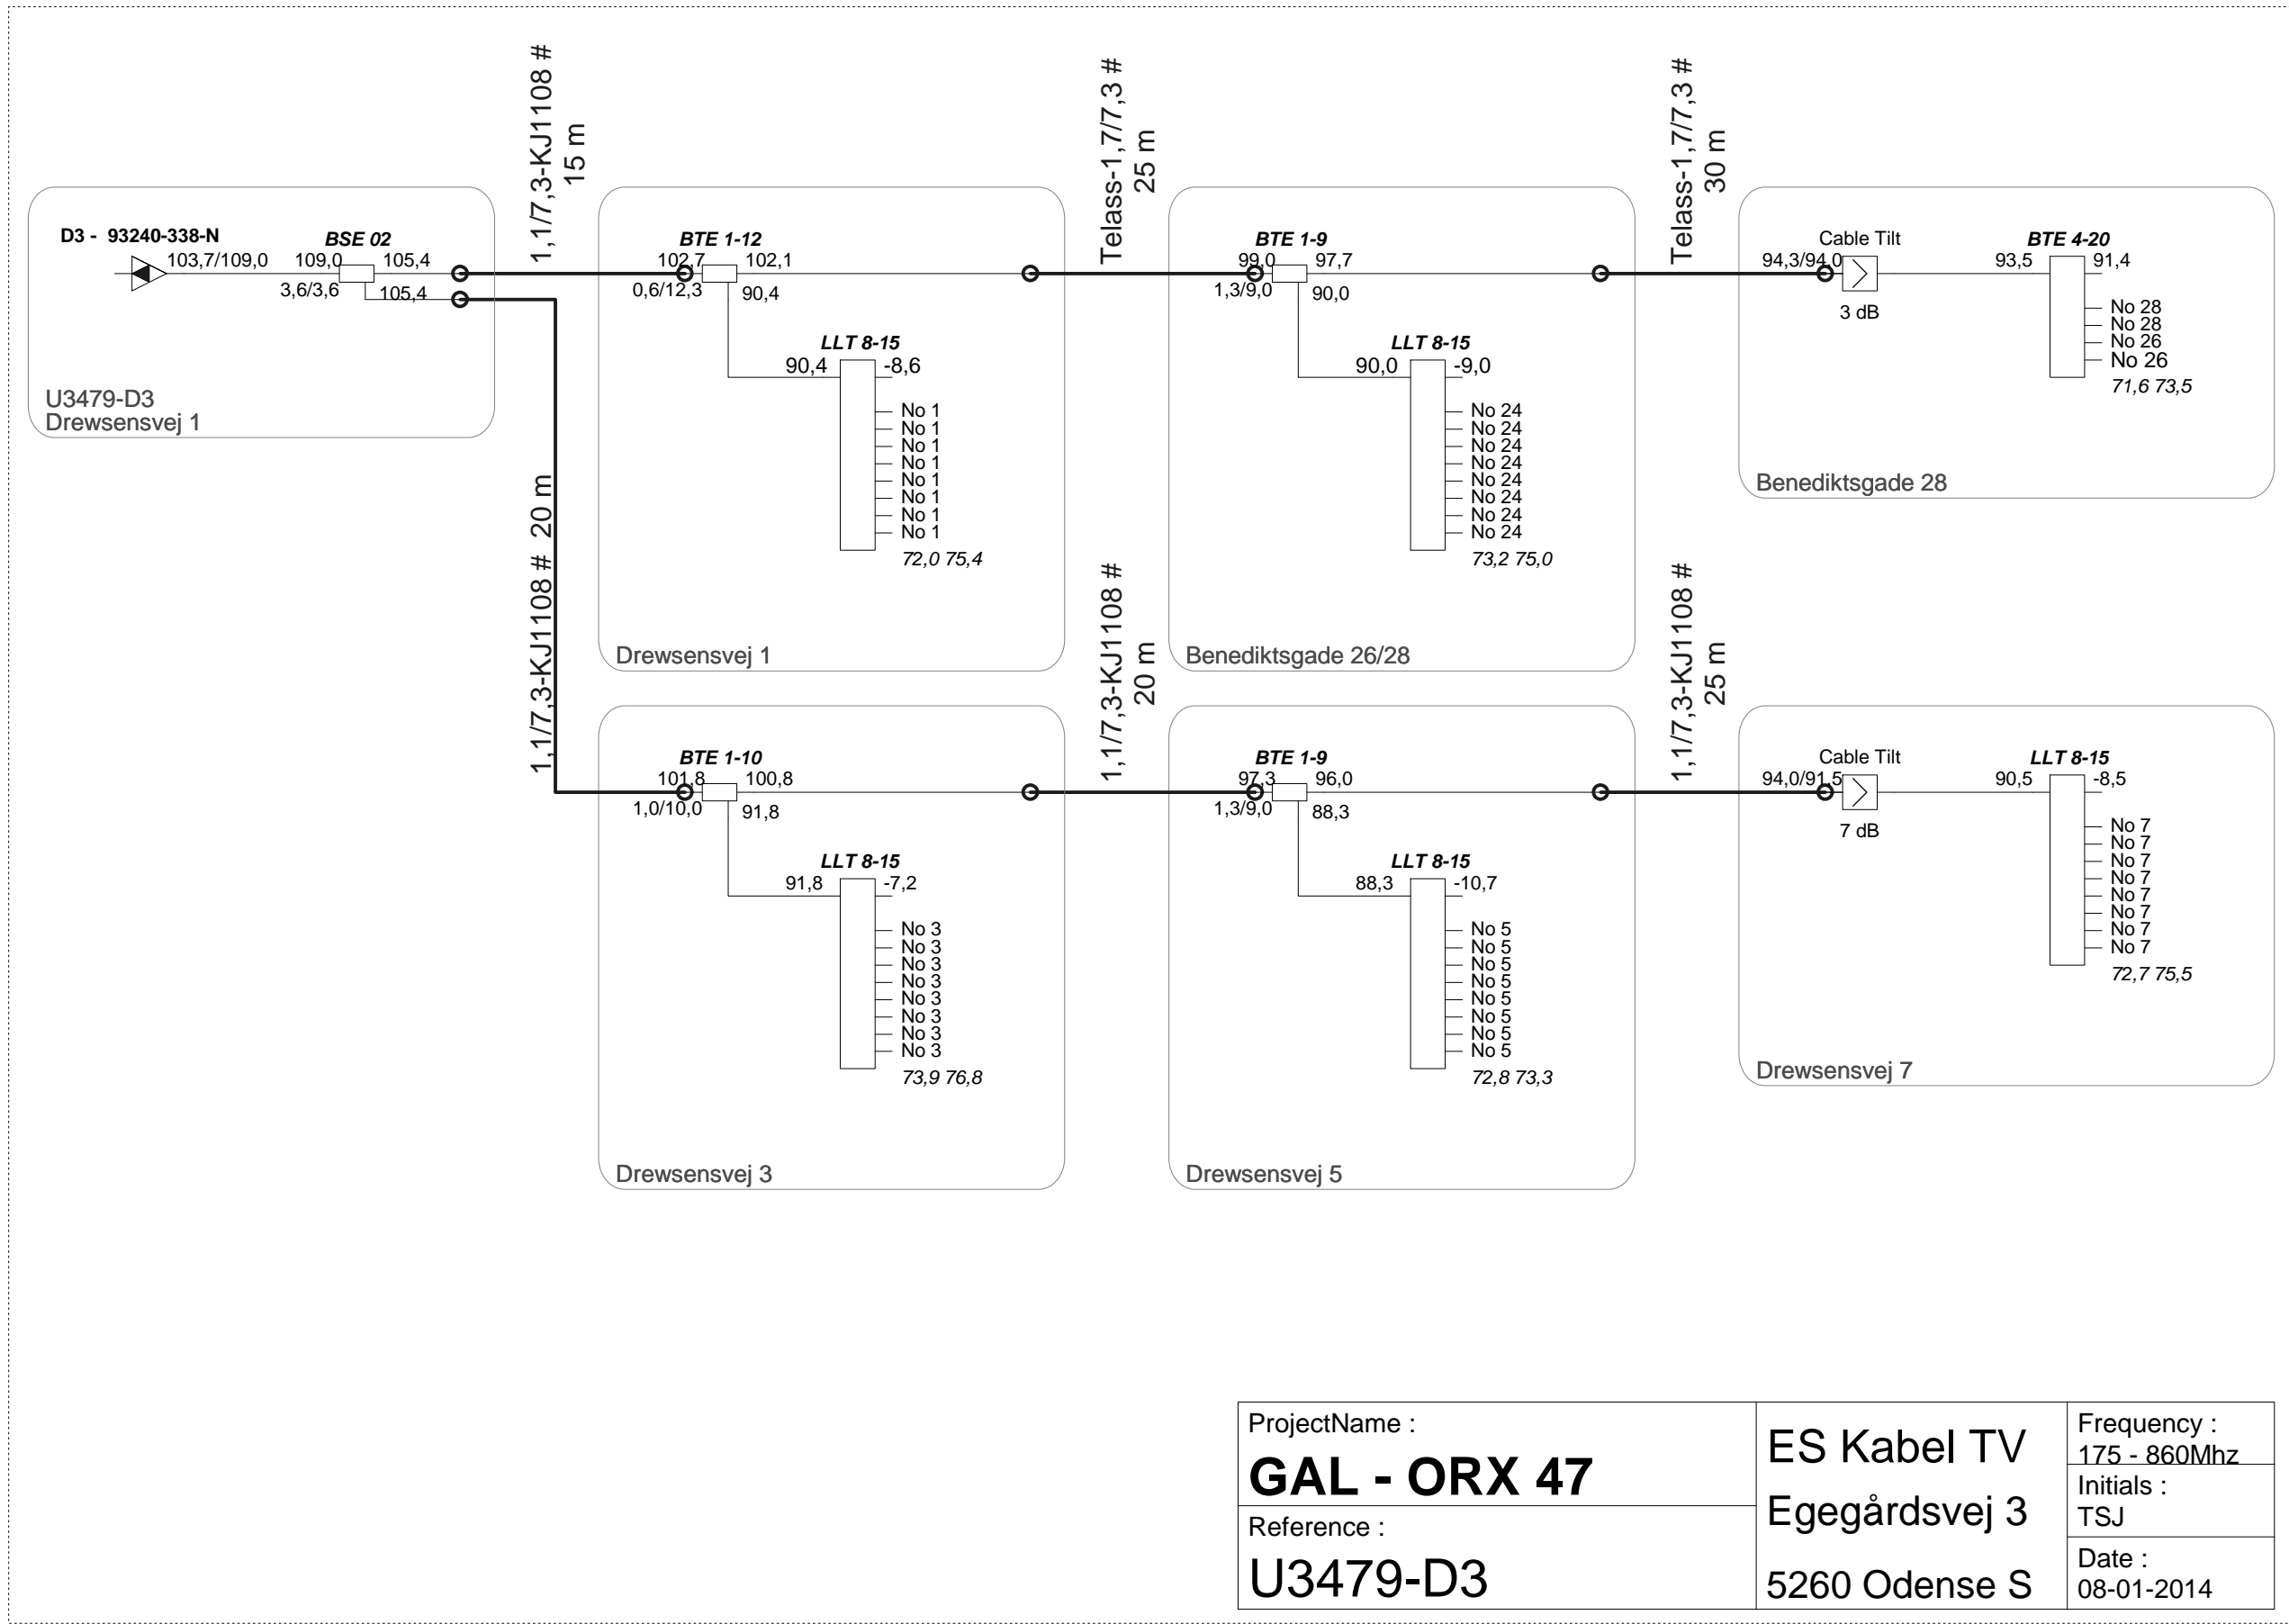 1,1/7,3-KJ1108 #
15 m
Telass-1,7/7,3 #
25 m
Telass-1,7/7,3 #
30 m
D3 - 93240-338-N
103,7/109,0
BSE 02
109,0
105,4
3,6/3,6
105,4
U3479-D3
Drewsensvej 1
BTE 1-12
102,7
102,1
0,6/12,3
90,4
LLT 8-15
90,4
-8,6
No 1
No 1
No 1
No 1
No 1
No 1
No 1
No 1
72,0 75,4
Drewsensvej 1
BTE 1-9
99,0
97,7
1,3/9,0
90,0
LLT 8-15
90,0
-9,0
No 24
No 24
No 24
No 24
No 24
No 24
No 24
No 24
73,2 75,0
Benediktsgade 26/28
Cable Tilt
94,3/94,0
3 dB
BTE 4-20
93,5
91,4
No 28
No 28
No 26
No 26
71,6 73,5
Benediktsgade 28
1,1/7,3-KJ1108 # 20 m
1,1/7,3-KJ1108 #
20 m
1,1/7,3-KJ1108 #
25 m
BTE 1-10
101,8
100,8
1,0/10,0
91,8
LLT 8-15
91,8
-7,2
No 3
No 3
No 3
No 3
No 3
No 3
No 3
No 3
73,9 76,8
Drewsensvej 3
BTE 1-9
97,3
96,0
1,3/9,0
88,3
LLT 8-15
88,3
-10,7
No 5
No 5
No 5
No 5
No 5
No 5
No 5
No 5
72,8 73,3
Drewsensvej 5
Cable Tilt
94,0/91,5
7 dB
LLT 8-15
90,5
-8,5
No 7
No 7
No 7
No 7
No 7
No 7
No 7
No 7
72,7 75,5
Drewsensvej 7
ProjectName :
GAL - ORX 47
Reference :
U3479-D3
ES Kabel TV
Egegårdsvej 3
5260 Odense S
Frequency :
175 - 860Mhz
Initials :
TSJ
Date :
08-01-2014